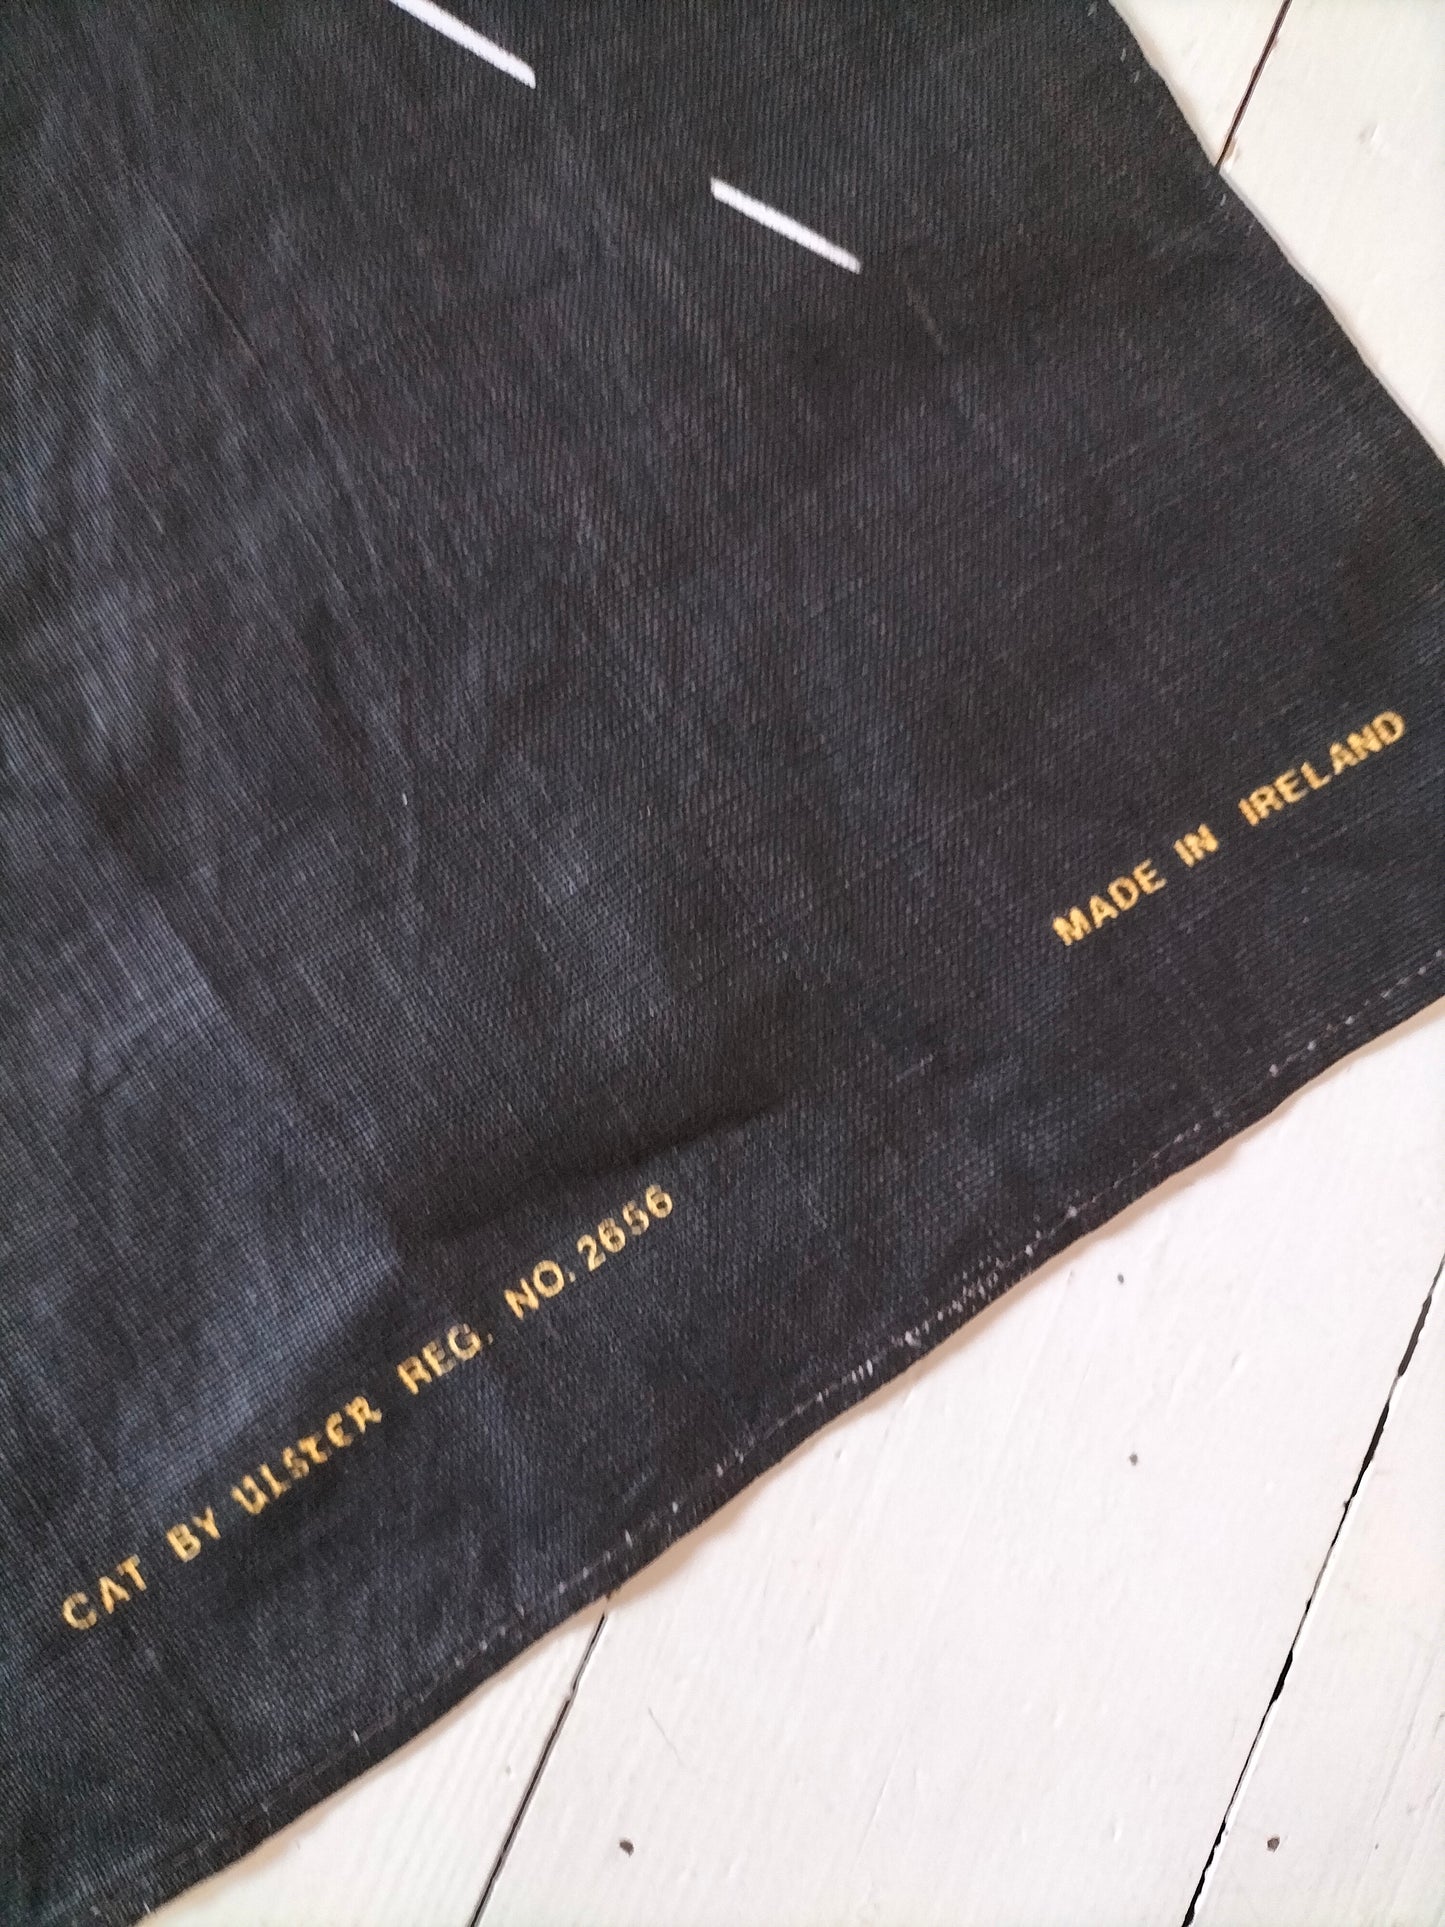 CAT BY ULSTER REG. NO. 2656
MADE IN IRELAND